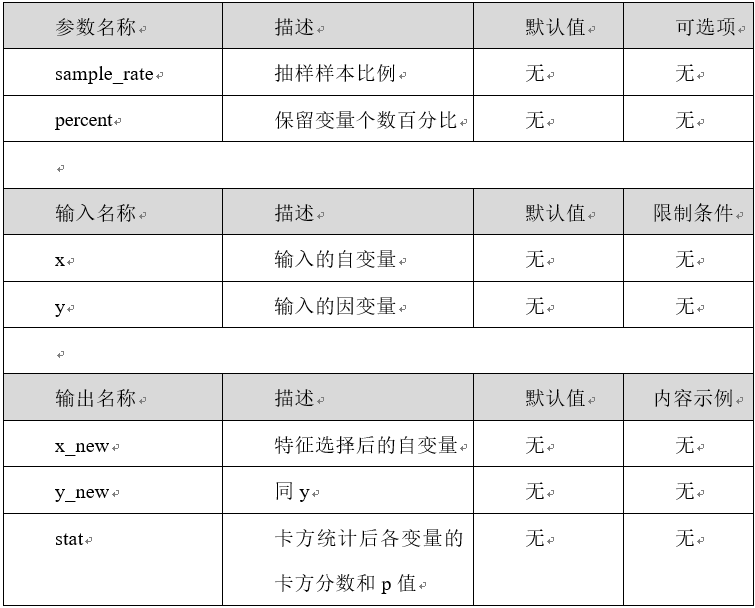 参数名称 描述 默认值 可选项
sample_rate 抽样样本比例 无 无
percent 保留变量个数百分比 无 无
输入名称 描述 默认值 限制条件
x 输入的自变量 无 无
y 输入的因变量 无 无
输出名称 描述 默认值 内容示例
x_new 特征选择后的自变量 无 无
y_new 同 y 无 无
stat 卡方统计后各变量的 无 无
卡方分数和 p 值